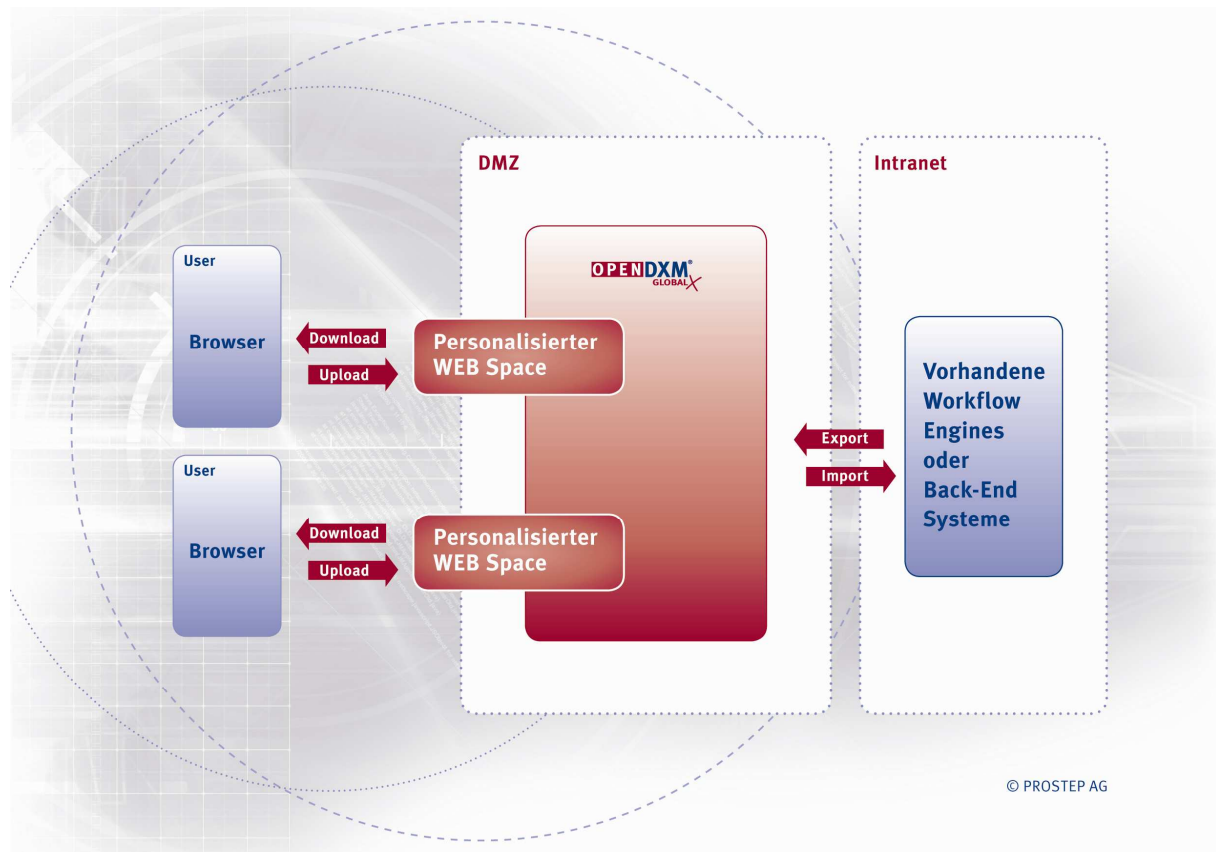 DMZ
Intranet
OPENDXM®
GLOBALX
User
Browser
Download
Upload
Personalisierter
WEB Space
User
Browser
Download
Upload
Personalisierter
WEB Space
Export
Import
Vorhandene
Workflow
Engines
oder
Back-End
Systeme
© PROSTEP AG